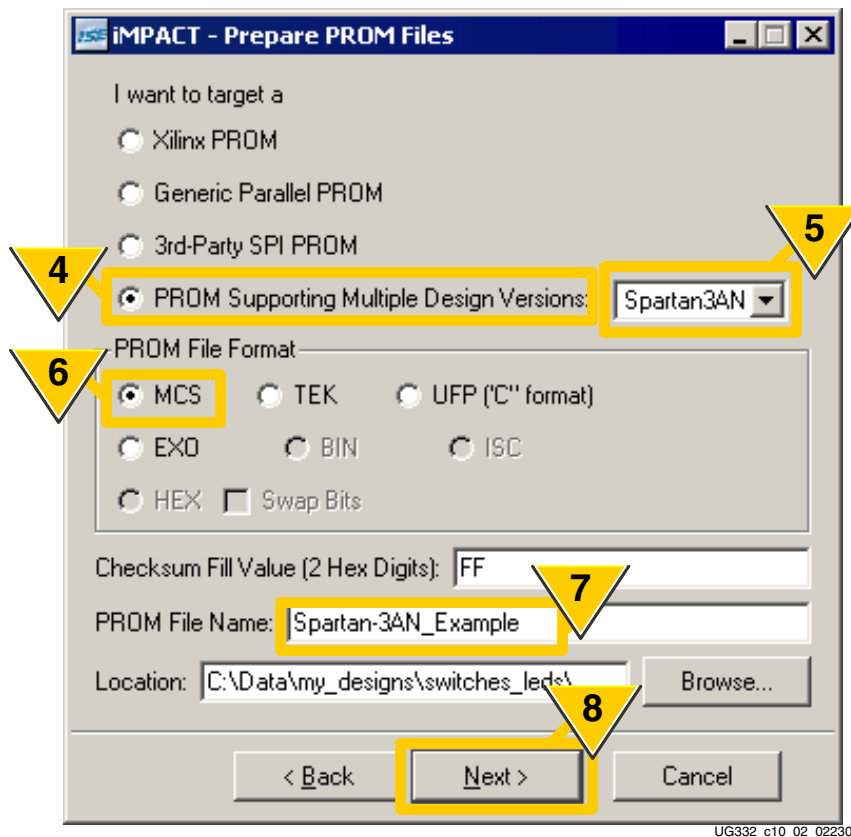 ISE iMPACT - Prepare PROM Files
I want to target a
Xilinx PROM
Generic Parallel PROM
3rd-Party SPI PROM
4
5
PROM Supporting Multiple Design Versions: Spartan3AN
PROM File Format
6
MCS TEK UFP ("C" format)
EXO BIN ISC
HEX Swap Bits
Checksum Fill Value (2 Hex Digits): FF
7
PROM File Name: Spartan-3AN_Example
Location: C:\Data\my_designs\switches_leds\ Browse...
8
< Back Next > Cancel
UG332_c10_02_02230